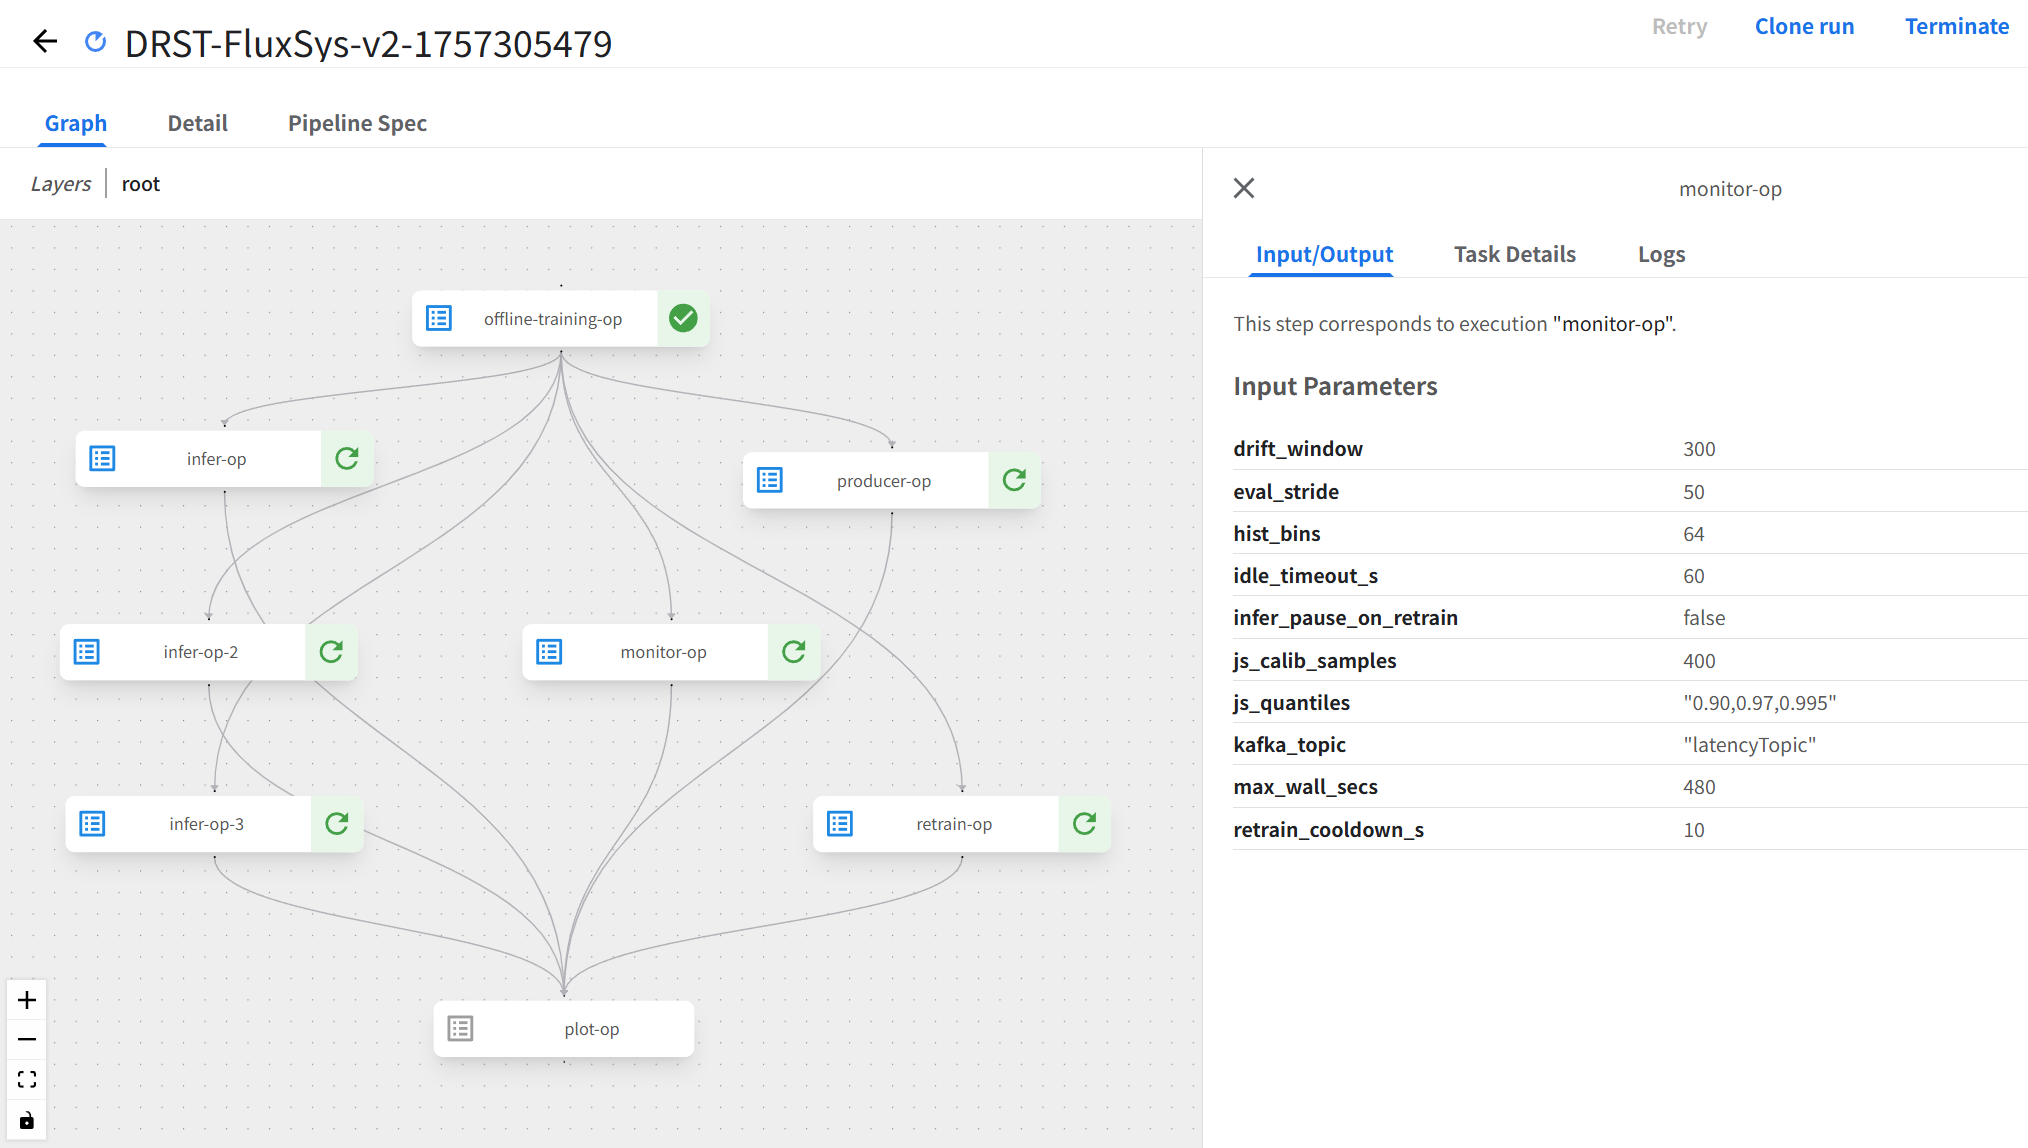 DRST-FluxSys-v2-1757305479
Retry Clone run Terminate
Graph Detail Pipeline Spec
Layers root
offline-training-op
infer-op
producer-op
infer-op-2
monitor-op
infer-op-3
retrain-op
plot-op
monitor-op
Input/Output Task Details Logs
This step corresponds to execution "monitor-op".
Input Parameters
drift_window 300
eval_stride 50
hist_bins 64
idle_timeout_s 60
infer_pause_on_retrain false
js_calib_samples 400
js_quantiles "0.90,0.97,0.995"
kafka_topic "latencyTopic"
max_wall_secs 480
retrain_cooldown_s 10